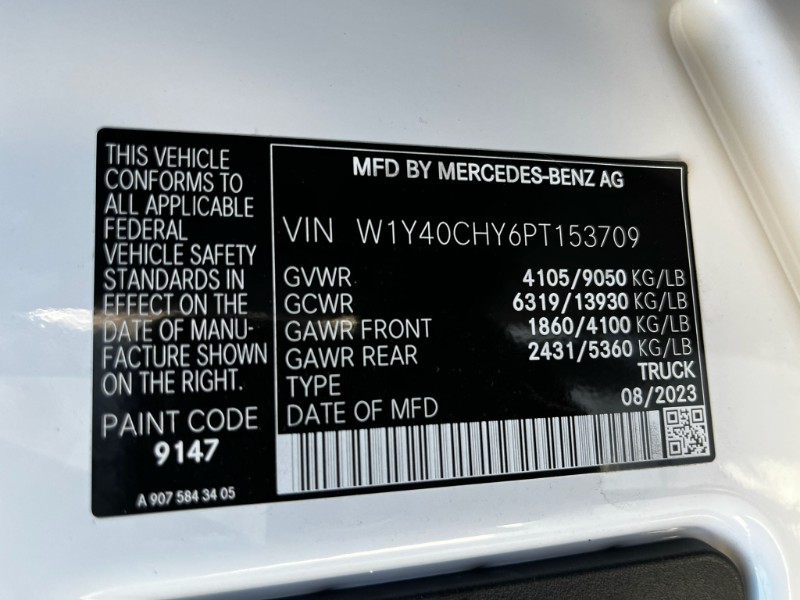 THIS VEHICLE
CONFORMS TO
ALL APPLICABLE
FEDERAL
VEHICLE SAFETY
STANDARDS IN
EFFECT ON THE
DATE OF MANU-
FACTURE SHOWN
ON THE RIGHT.
PAINT CODE
9147
A 907 584 34 05
MFD BY MERCEDES-BENZ AG
VIN W1Y40CHY6PT153709
GVWR 4105/9050 KG/LB
GCWR 6319/13930 KG/LB
GAWR FRONT 1860/4100 KG/LB
GAWR REAR 2431/5360 KG/LB
TYPE TRUCK
DATE OF MFD 08/2023